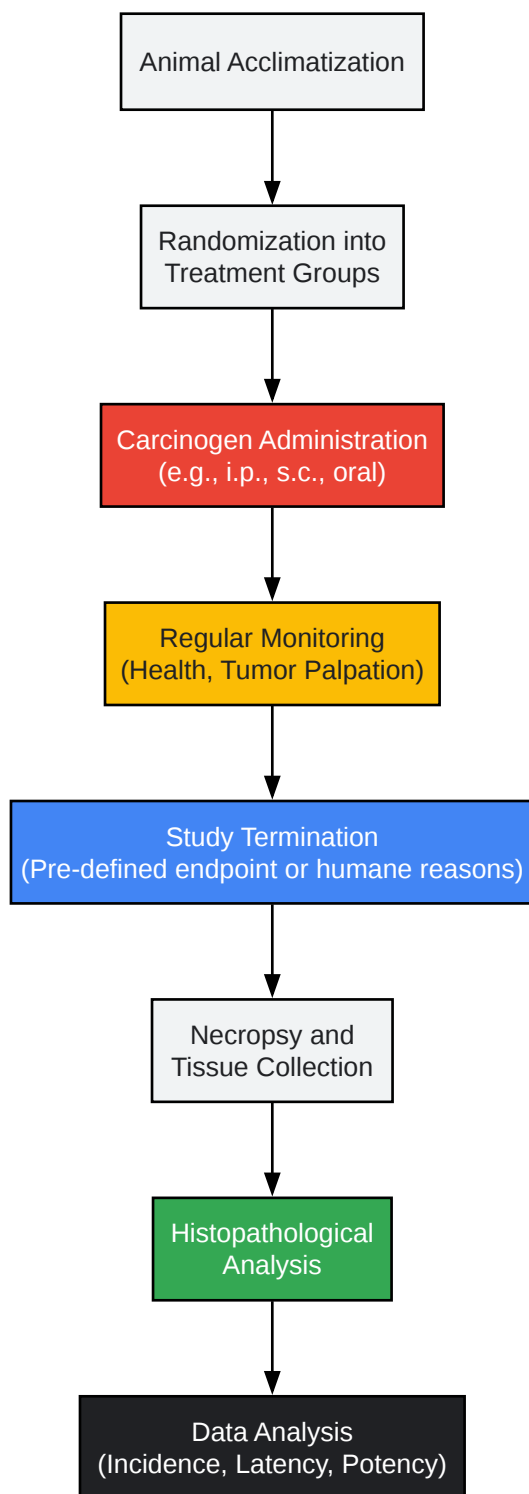 Animal Acclimatization
Randomization into
Treatment Groups
Carcinogen Administration
(e.g., i.p., s.c., oral)
Regular Monitoring
(Health, Tumor Palpation)
Study Termination
(Pre-defined endpoint or humane reasons)
Necropsy and
Tissue Collection
Histopathological
Analysis
Data Analysis
(Incidence, Latency, Potency)